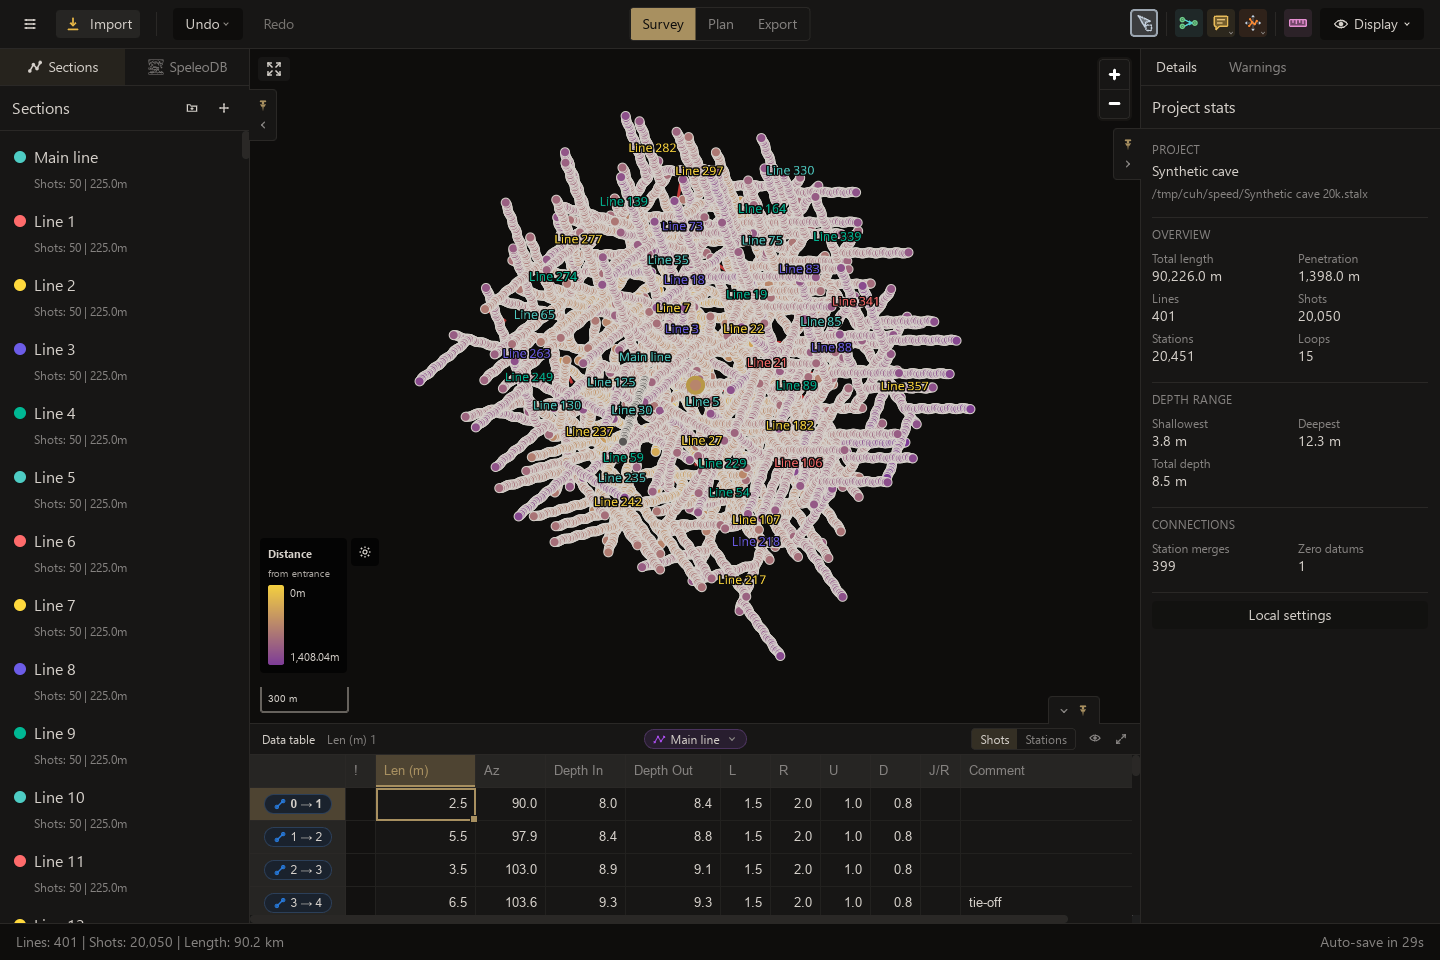 Import
Undo
Redo
Survey
Plan
Export
Display
Sections
SpeleoDB
Sections
Main line
Shots: 50 | 225.0m
Line 1
Shots: 50 | 225.0m
Line 2
Shots: 50 | 225.0m
Line 3
Shots: 50 | 225.0m
Line 4
Shots: 50 | 225.0m
Line 5
Shots: 50 | 225.0m
Line 6
Shots: 50 | 225.0m
Line 7
Shots: 50 | 225.0m
Line 8
Shots: 50 | 225.0m
Line 9
Shots: 50 | 225.0m
Line 10
Shots: 50 | 225.0m
Line 11
Shots: 50 | 225.0m
Line 282
Line 297
Line 330
Line 139
Line 164
Line 73
Line 277
Line 75
Line 339
Line 35
Line 83
Line 274
Line 18
Line 19
Line 341
Line 7
Line 65
Line 85
Line 3
Line 22
Line 88
Line 263
Main line
Line 21
Line 249
Line 125
Line 89
Line 357
Line 5
Line 130
Line 30
Line 182
Line 237
Line 27
Line 59
Line 229
Line 106
Line 235
Line 54
Line 242
Line 107
Line 218
Line 217
Distance
from entrance
0m
1,408.04m
300 m
Data table
Len (m) 1
Main line
Shots
Stations
! Len (m) Az Depth In Depth Out L R U D J/R Comment
0→1 2.5 90.0 8.0 8.4 1.5 2.0 1.0 0.8
1→2 5.5 97.9 8.4 8.8 1.5 2.0 1.0 0.8
2→3 3.5 103.0 8.9 9.1 1.5 2.0 1.0 0.8
3→4 6.5 103.6 9.3 9.3 1.5 2.0 1.0 0.8 tie-off
Details
Warnings
Project stats
PROJECT
Synthetic cave
/tmp/cuh/speed/Synthetic cave 20k.stalx
OVERVIEW
Total length Penetration
90,226.0 m 1,398.0 m
Lines Shots
401 20,050
Stations Loops
20,451 15
DEPTH RANGE
Shallowest Deepest
3.8 m 12.3 m
Total depth
8.5 m
CONNECTIONS
Station merges Zero datums
399 1
Local settings
Lines: 401 | Shots: 20,050 | Length: 90.2 km
Auto-save in 29s